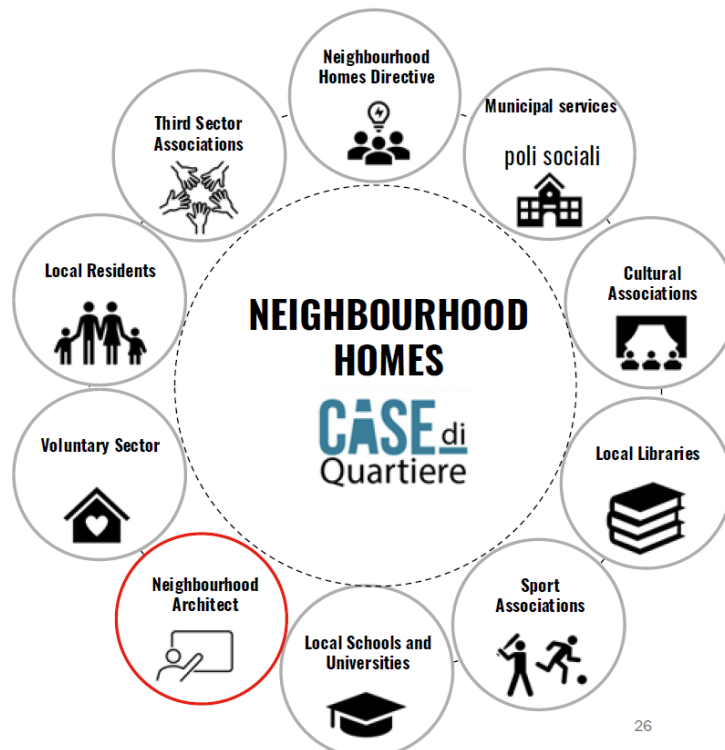 Neighbourhood
Homes Directive
Municipal services
poli sociali
Third Sector
Associations
Local Residents
Cultural
Associations
NEIGHBOURHOOD
HOMES
CASE di
Quartiere
Voluntary Sector
Local Libraries
Neighbourhood
Architect
Sport
Associations
Local Schools and
Universities
26